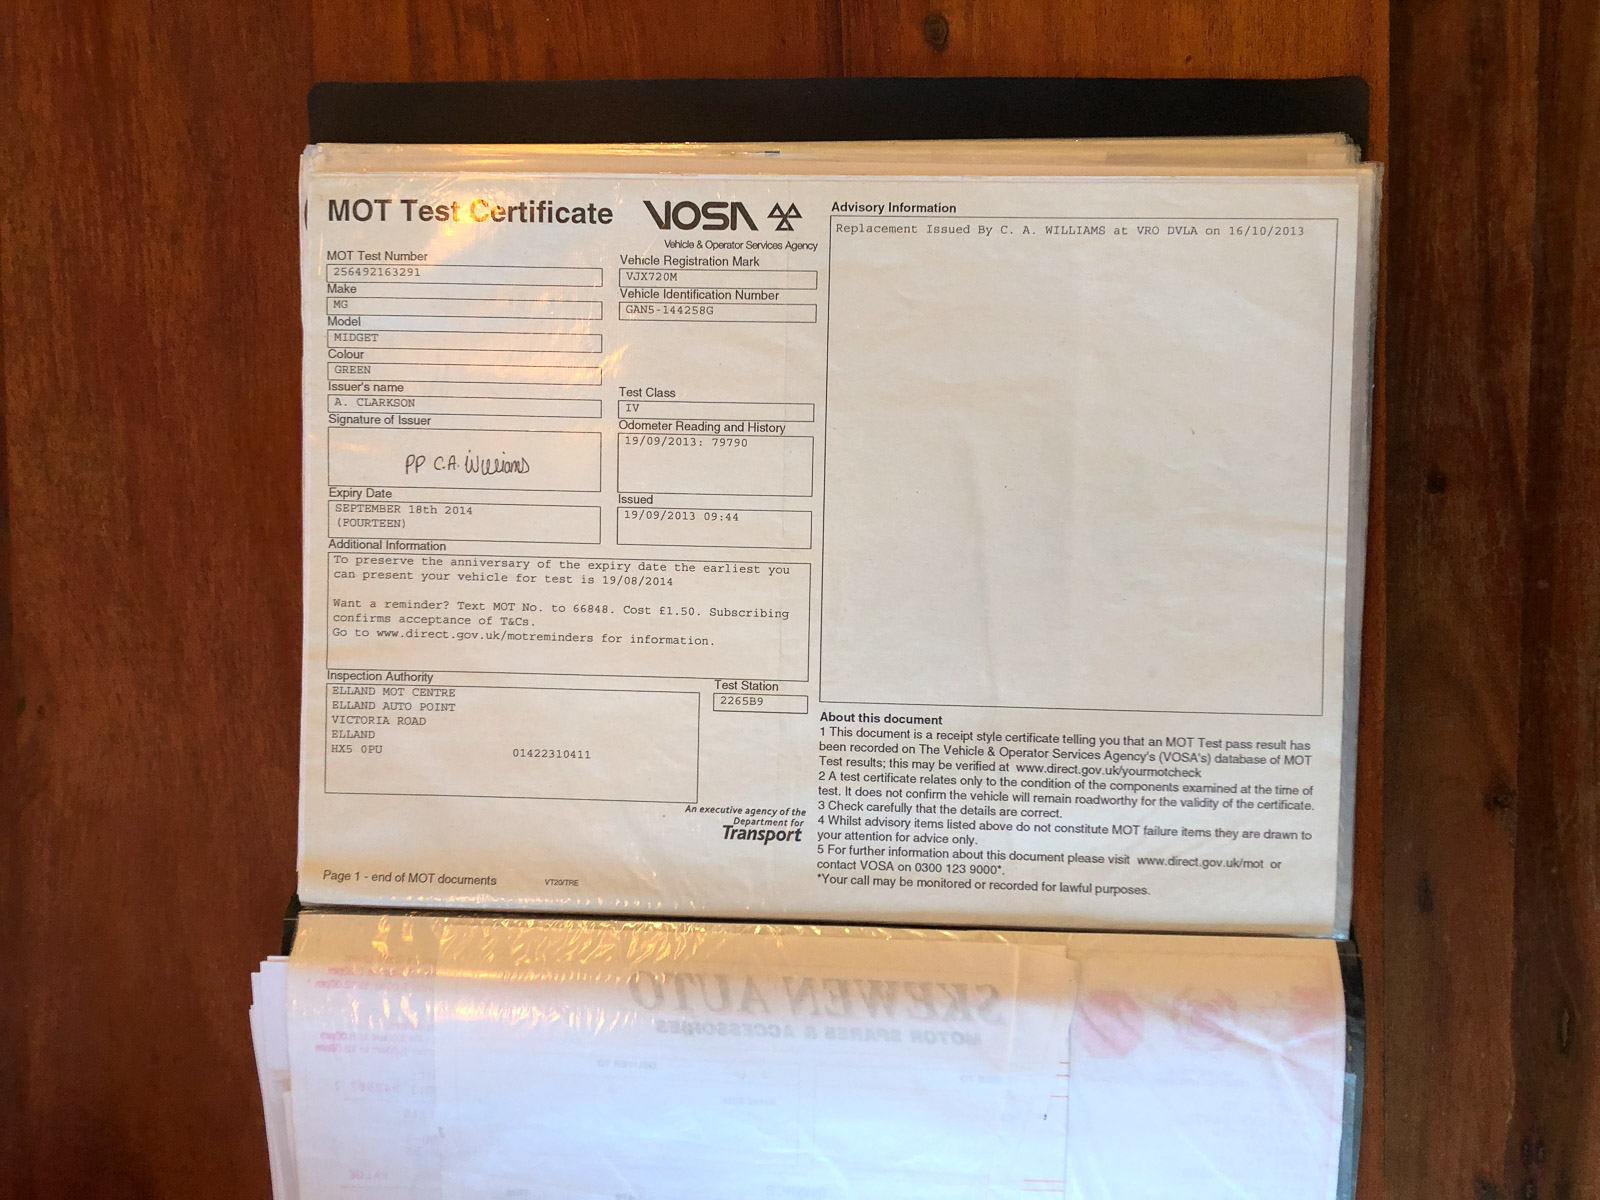 MOT Test Certificate
VOSA
Vehicle & Operator Services Agency
MOT Test Number
256492163291
Make
MG
Model
MIDGET
Colour
GREEN
Issuer's name
A. CLARKSON
Signature of Issuer
PP C.A. Williams
Expiry Date
SEPTEMBER 18th 2014
(FOURTEEN)
Vehicle Registration Mark
VJX720M
Vehicle Identification Number
GAN5-144258G
Test Class
IV
Odometer Reading and History
19/09/2013: 79790
Issued
19/09/2013 09:44
Additional Information
To preserve the anniversary of the expiry date the earliest you
can present your vehicle for test is 19/08/2014
Want a reminder? Text MOT No. to 66848. Cost £1.50. Subscribing
confirms acceptance of T&Cs.
Go to www.direct.gov.uk/motreminders for information.
Inspection Authority
ELLAND MOT CENTRE
ELLAND AUTO POINT
VICTORIA ROAD
ELLAND
HX5 0PU 01422310411
Test Station
2265B9
An executive agency of the
Department for
Transport
Page 1 - end of MOT documents VT20/TRE
Advisory Information
Replacement Issued By C. A. WILLIAMS at VRO DVLA on 16/10/2013
About this document
1 This document is a receipt style certificate telling you that an MOT Test pass result has
been recorded on The Vehicle & Operator Services Agency's (VOSA's) database of MOT
Test results; this may be verified at www.direct.gov.uk/yourmotcheck
2 A test certificate relates only to the condition of the components examined at the time of
test. It does not confirm the vehicle will remain roadworthy for the validity of the certificate.
3 Check carefully that the details are correct.
4 Whilst advisory items listed above do not constitute MOT failure items they are drawn to
your attention for advice only.
5 For further information about this document please visit www.direct.gov.uk/mot or
contact VOSA on 0300 123 9000*.
*Your call may be monitored or recorded for lawful purposes.
SKEWEN AUTO
MOTOR SPARES & ACCESSORIES